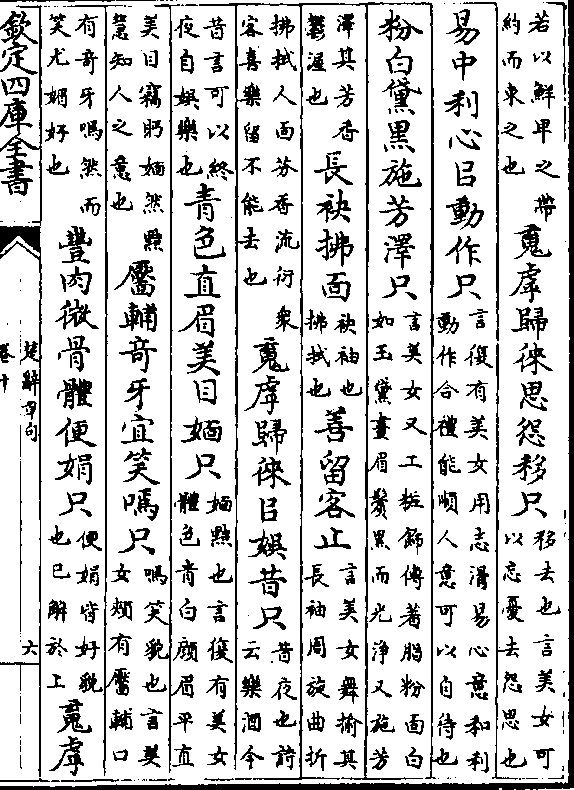 若以鮮卑之帶約而束之也 䰟虖歸徠思怨移只 移去也言美女可以忘憂去怨思也
易中利心㠯動作只 言復有美女用志滑易心意和利動作合禮能順人意可以自待也
粉白黛黑施芳澤只 言美女又工粧飾傅著脂粉面白如玉黛畫眉鬢黑而光淨又施芳
澤其芳香鬱渥也 長袂拂面 袂袖也拂拭也 善留客止 言美女舞揄其長袖周旋曲折
拂拭人面芬香流衍衆客喜樂留不能去也 䰟虖歸徠㠯娛昔只 昔夜也詩云樂酒今
昔言可以終夜自娛樂也 青色直眉美目媔只 媔黠也言復有美女體色青白顔眉平直
美目竊眄媔然黠慧知人之意也 靨輔奇牙宜笑嘕只 嘕笑貌也言美女頰有靨輔口
有奇牙嘕然而笑尤媚好也 豐肉微骨體便娟只 便娟皆好貌也已解於上 䰟虖
欽定四庫全書
楚辭章句
卷十
六